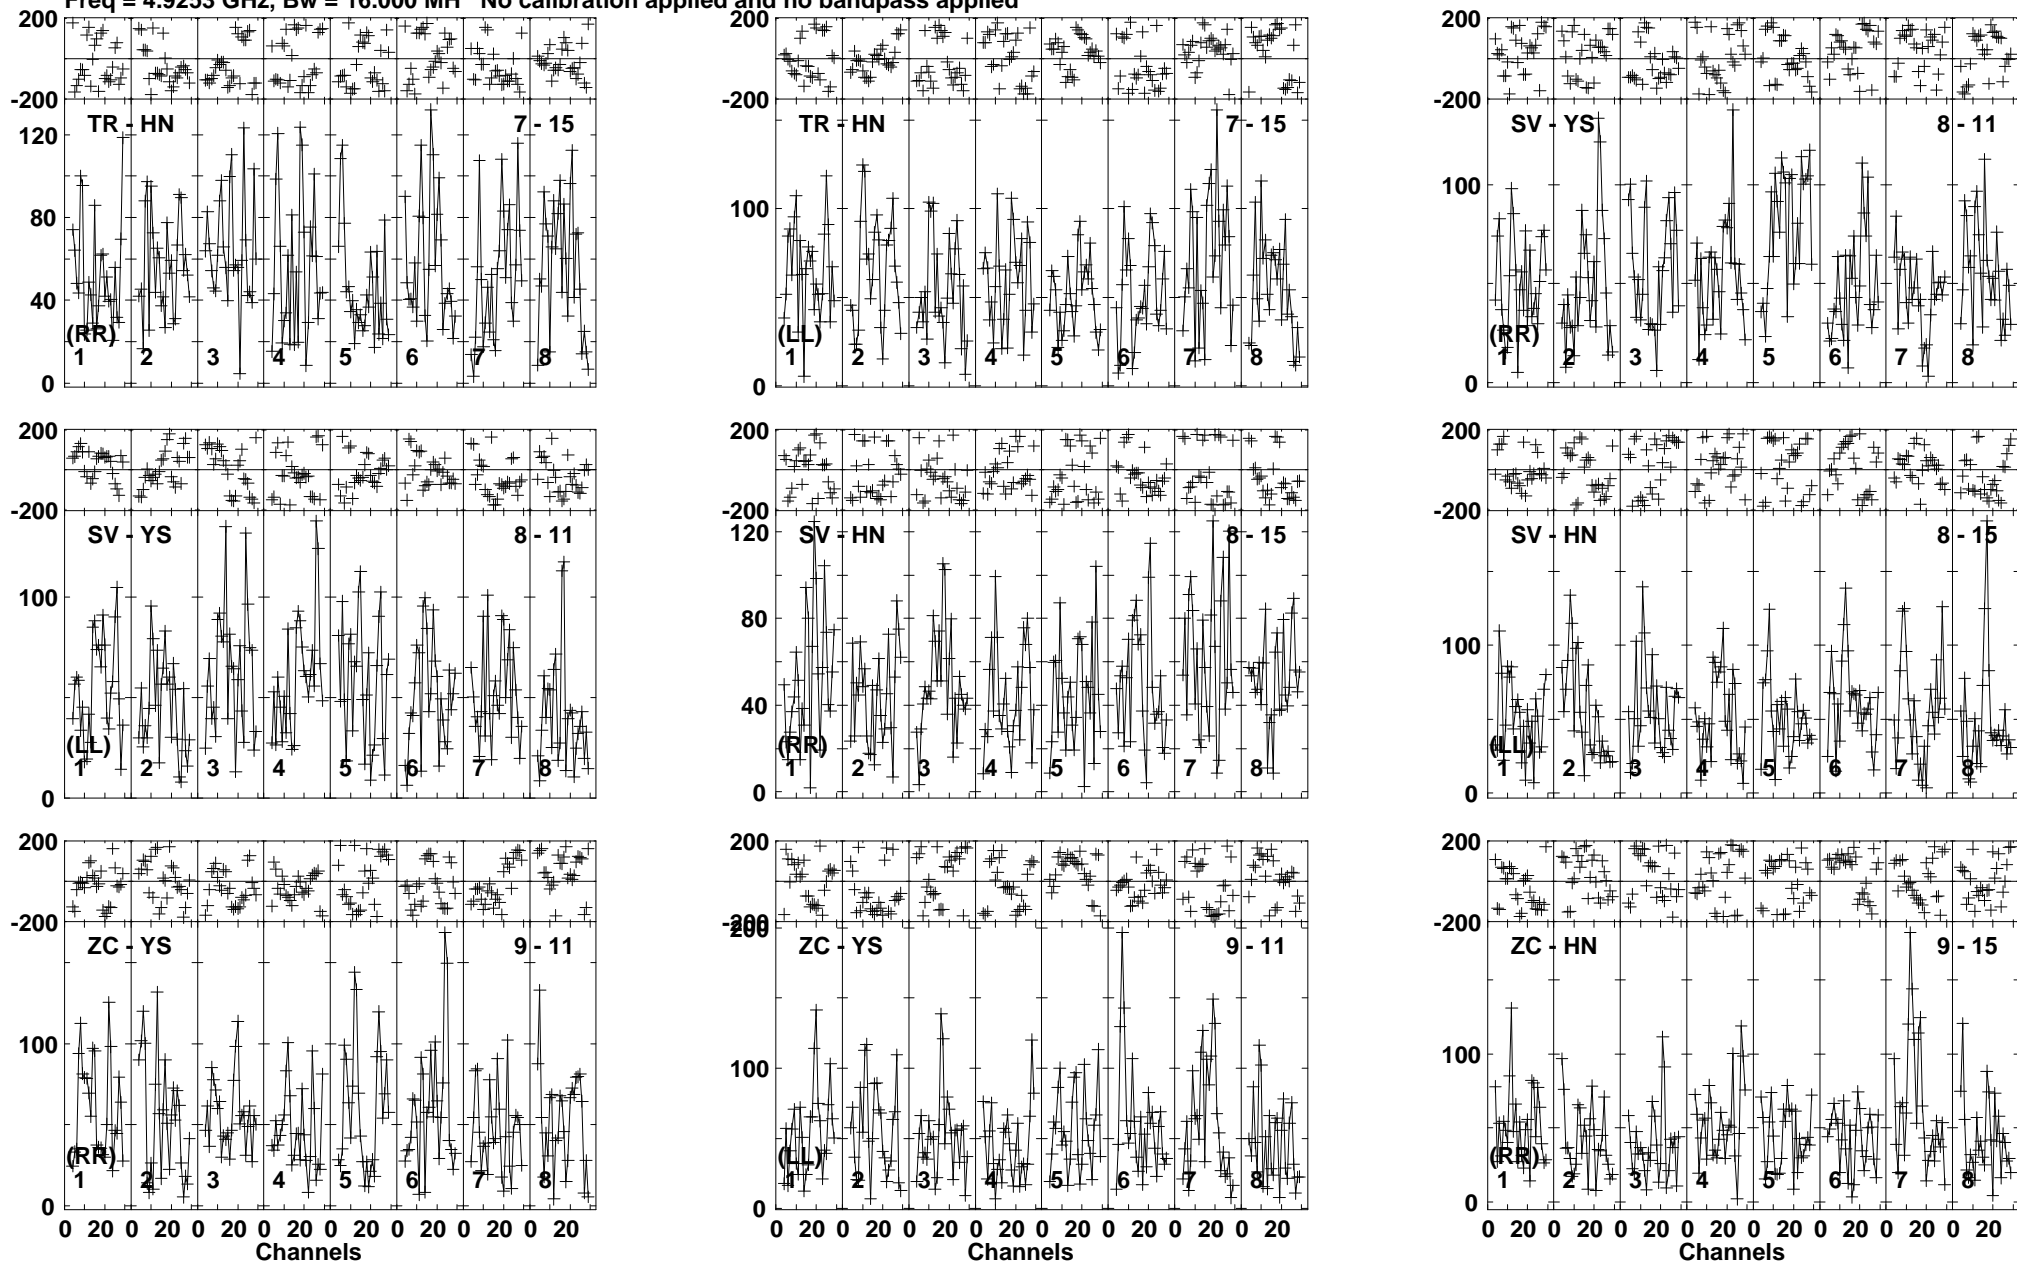 Freq = 4.9253 GHz, Bw = 16.000 MH No calibration applied and no bandpass applied
200 200 200
-200 -200 -200
TR - HN 7 - 15 TR - HN 7 - 15 SV - YS 8 - 11
120 80 40 0
100 0
100 0
(RR) (LL) (RR)
1 2 3 4 5 6 7 8 1 2 3 4 5 6 7 8 1 2 3 4 5 6 7 8
200 200 200
-200 -200 -200
SV - YS 8 - 11 SV - HN 8 - 15 SV - HN 8 - 15
100 0
120 80 40 0
100 0
(LL) (RR) (LL)
1 2 3 4 5 6 7 8 1 2 3 4 5 6 7 8 1 2 3 4 5 6 7 8
200 200 200
-200 -200 -200
ZC - YS 9 - 11 ZC - YS 9 - 11 ZC - HN 9 - 15
100 0
200 100 0
100 0
(RR) (LL) (RR)
1 2 3 4 5 6 7 8 1 2 3 4 5 6 7 8 1 2 3 4 5 6 7 8
0 20 0 20 0 20 0 20 0 20 0 20 0 20 0 20 0 20 0 20 0 20 0 20 0 20 0 20 0 20 0 20 0 20 0 20 0 20 0 20 0 20 0 20 0 20 0 20
Channels Channels